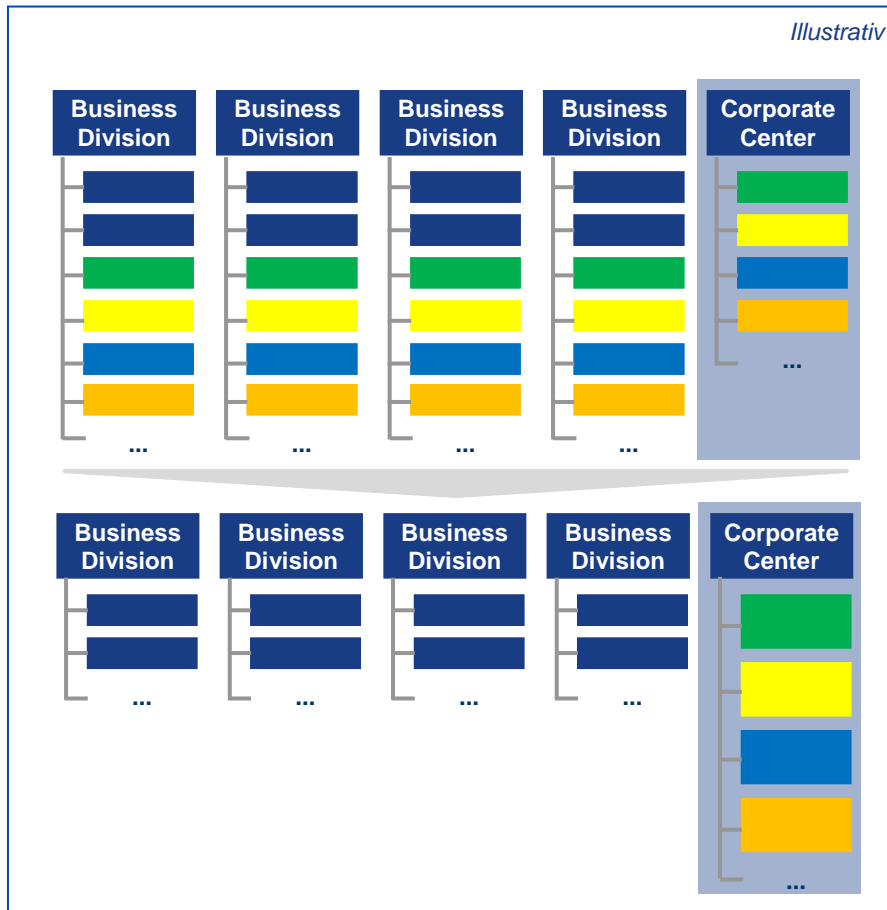 Illustrativ
Business Division
Business Division
Business Division
Business Division
Corporate Center
...
...
...
...
...
Business Division
Business Division
Business Division
Business Division
Corporate Center
...
...
...
...
...